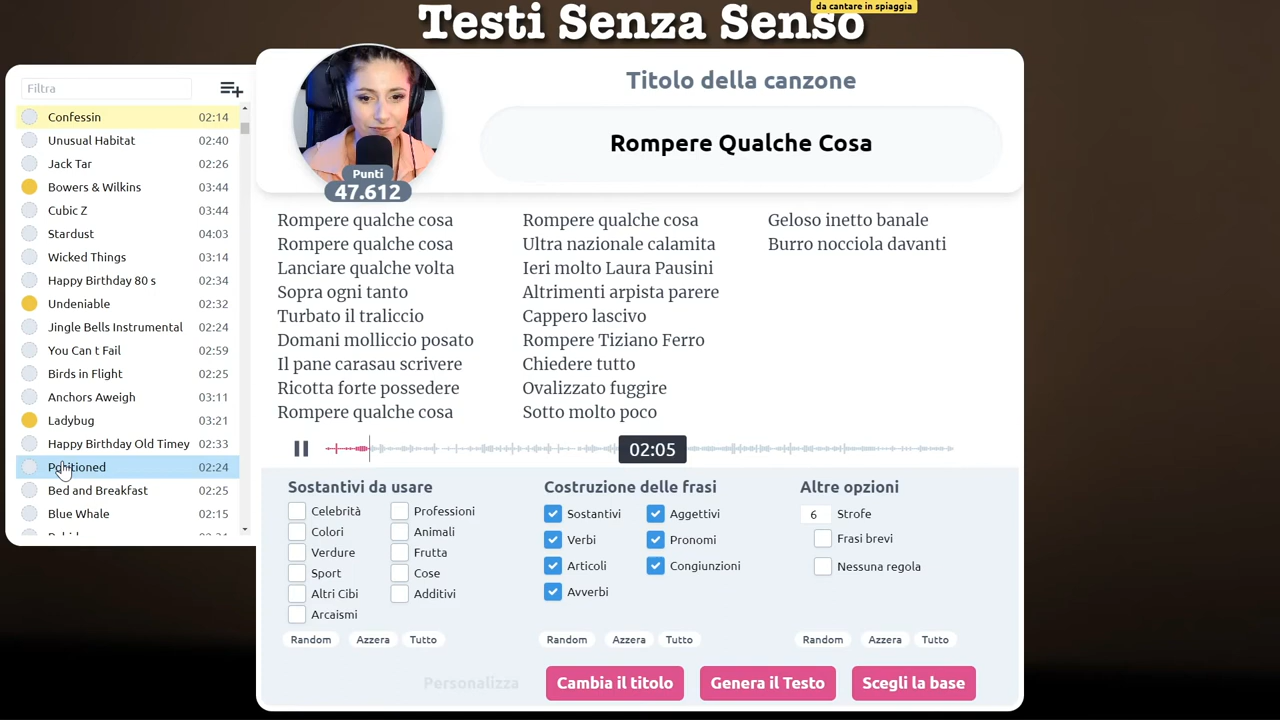 da cantare in spiaggia
Testi Senza Senso
Filtra
Confessin 02:14
Unusual Habitat 02:40
Jack Tar 02:26
Bowers & Wilkins 03:44
Cubic Z 03:44
Stardust 04:03
Wicked Things 03:14
Happy Birthday 80 s 02:34
Undeniable 02:32
Jingle Bells Instrumental 02:24
You Can t Fail 02:59
Birds in Flight 02:25
Anchors Aweigh 03:11
Ladybug 03:21
Happy Birthday Old Timey 02:33
Positioned 02:24
Bed and Breakfast 02:25
Blue Whale 02:15
Titolo della canzone
Rompere Qualche Cosa
Punti
47.612
Rompere qualche cosa
Rompere qualche cosa
Lanciare qualche volta
Sopra ogni tanto
Turbato il traliccio
Domani molliccio posato
Il pane carasau scrivere
Ricotta forte possedere
Rompere qualche cosa
Rompere qualche cosa
Ultra nazionale calamita
Ieri molto Laura Pausini
Altrimenti arpista parere
Cappero lascivo
Rompere Tiziano Ferro
Chiedere tutto
Ovalizzato fuggire
Sotto molto poco
Geloso inetto banale
Burro nocciola davanti
02:05
Sostantivi da usare
Celebrità Professioni
Colori Animali
Verdure Frutta
Sport Cose
Altri Cibi Additivi
Arcaismi
Random Azzera Tutto
Costruzione delle frasi
Sostantivi Aggettivi
Verbi Pronomi
Articoli Congiunzioni
Avverbi
Random Azzera Tutto
Altre opzioni
6 Strofe
Frasi brevi
Nessuna regola
Random Azzera Tutto
Personalizza Cambia il titolo Genera il Testo Scegli la base